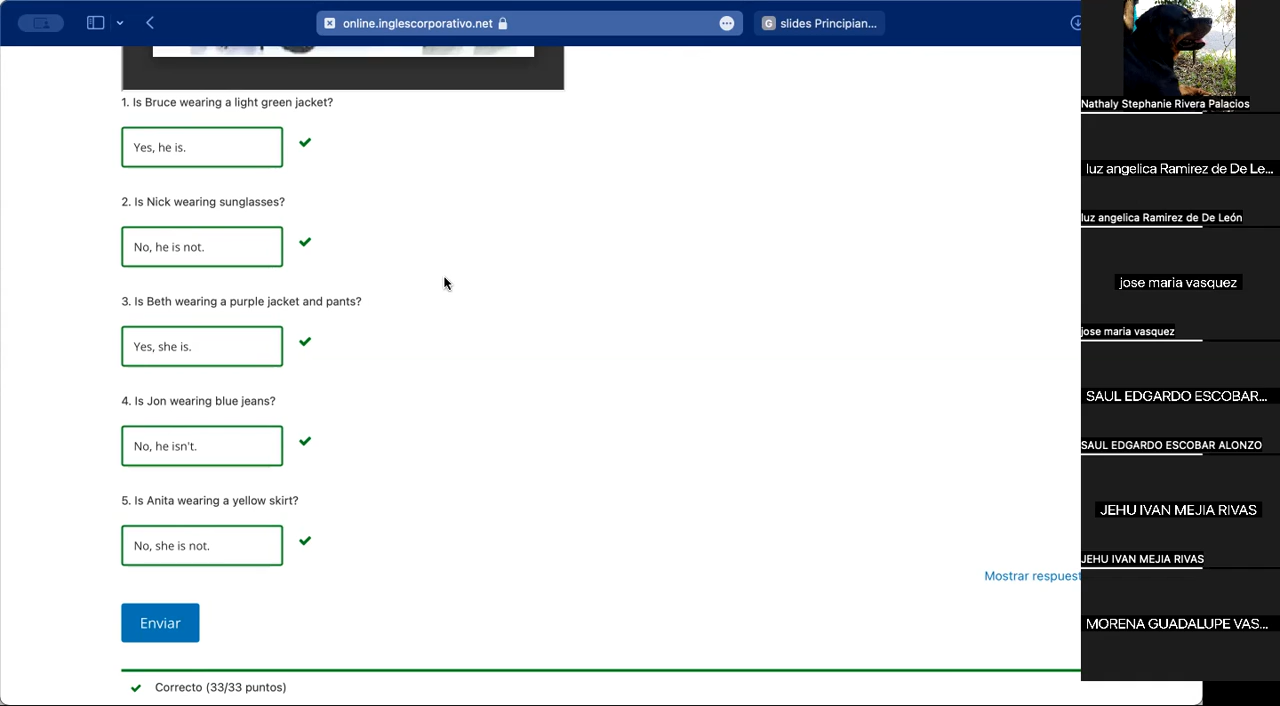 online.inglescorporativo.net
slides Principian...
1. Is Bruce wearing a light green jacket?
Yes, he is.
2. Is Nick wearing sunglasses?
No, he is not.
3. Is Beth wearing a purple jacket and pants?
Yes, she is.
4. Is Jon wearing blue jeans?
No, he isn't.
5. Is Anita wearing a yellow skirt?
No, she is not.
Mostrar respuest
Enviar
Correcto (33/33 puntos)
Nathaly Stephanie Rivera Palacios
luz angelica Ramirez de De Le...
luz angelica Ramirez de De León
jose maria vasquez
jose maria vasquez
SAUL EDGARDO ESCOBAR...
SAUL EDGARDO ESCOBAR ALONZO
JEHU IVAN MEJIA RIVAS
JEHU IVAN MEJIA RIVAS
MORENA GUADALUPE VAS...